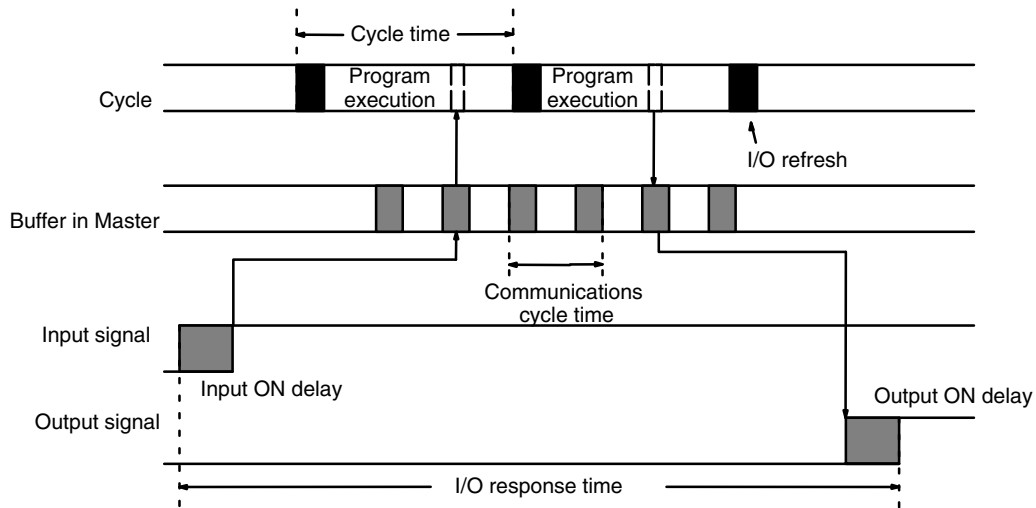 Cycle time
Program
execution
Program
execution
Cycle
I/O refresh
Buffer in Master
Communications
cycle time
Input signal
Input ON delay
Output ON delay
Output signal
I/O response time